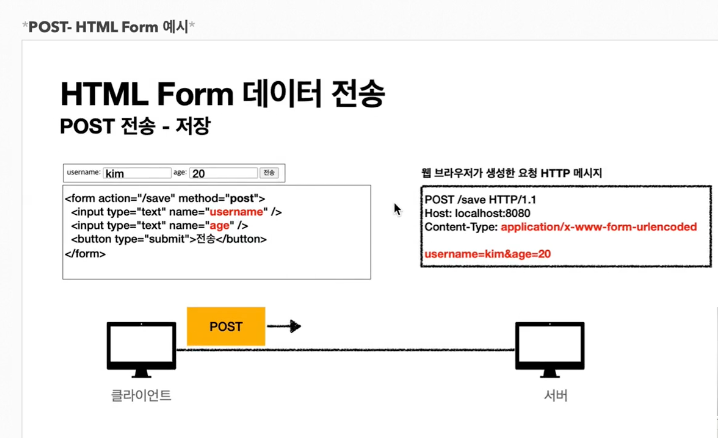 *POST- HTML Form 예시*
HTML Form 데이터 전송
POST 전송 - 저장
username: kim age: 20 전송
<form action="/save" method="post">
<input type="text" name="username" />
<input type="text" name="age" />
<button type="submit">전송</button>
</form>
웹 브라우저가 생성한 요청 HTTP 메시지
POST /save HTTP/1.1
Host: localhost:8080
Content-Type: application/x-www-form-urlencoded
username=kim&age=20
POST
클라이언트
서버